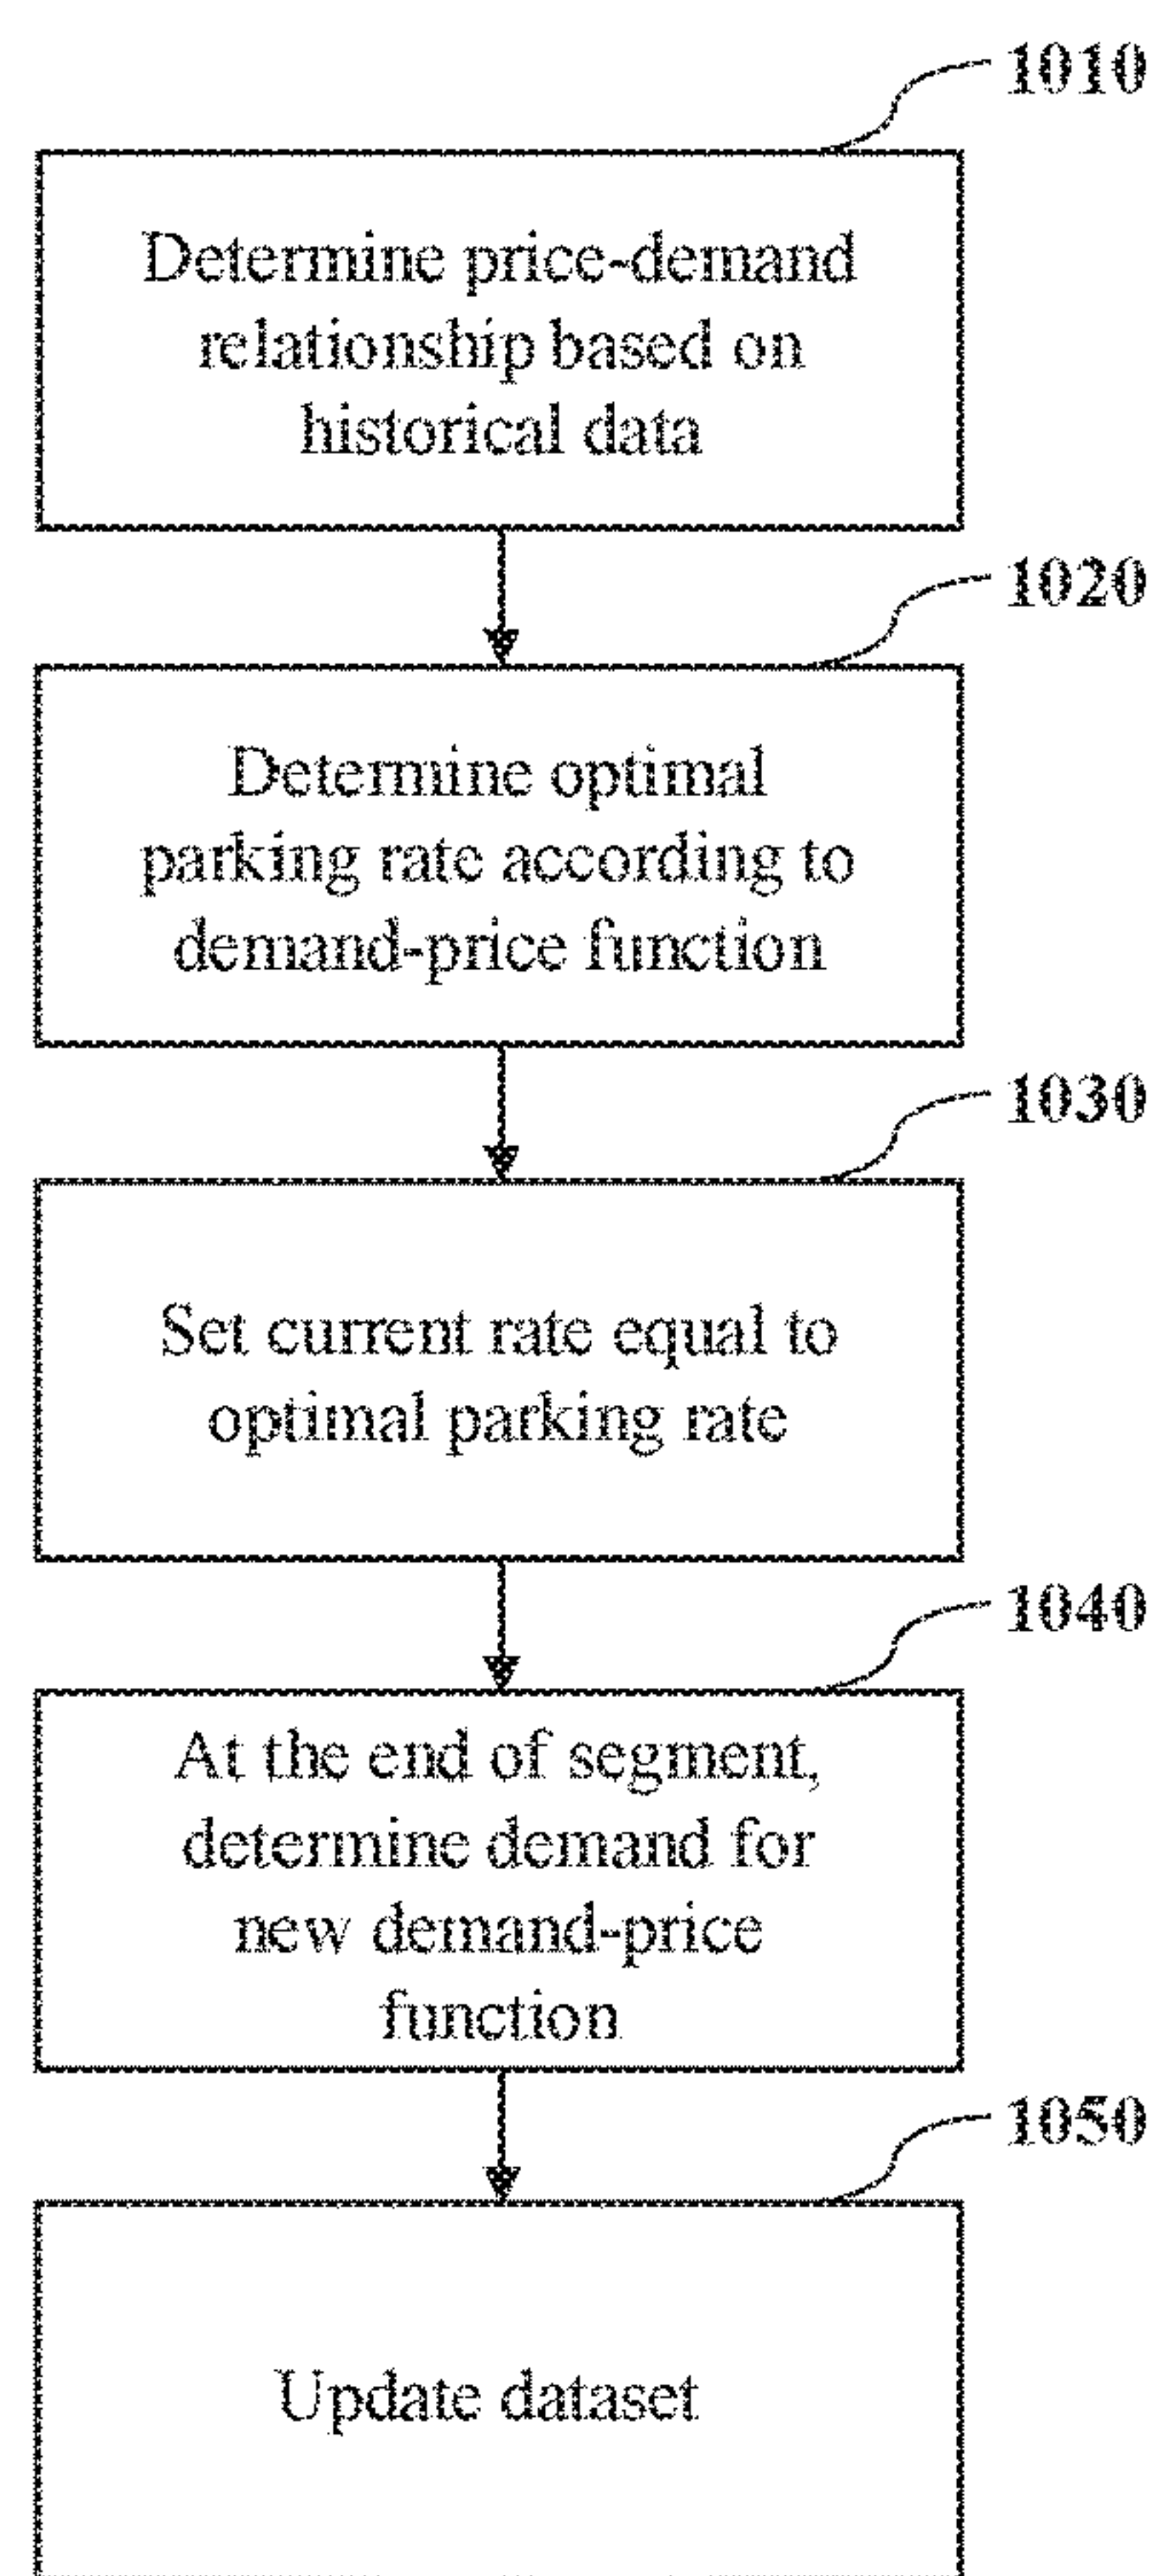 1010
Determine price-demand
relationship based on
historical data
1020
Determine optimal
parking rate according to
demand-price function
1030
Set current rate equal to
optimal parking rate
1040
At the end of segment,
determine demand for
new demand-price
function
1050
Update dataset